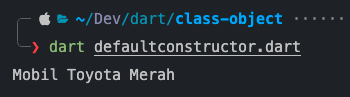 ~/Dev/dart/class-object ·······
❯ dart defaultconstructor.dart
Mobil Toyota Merah